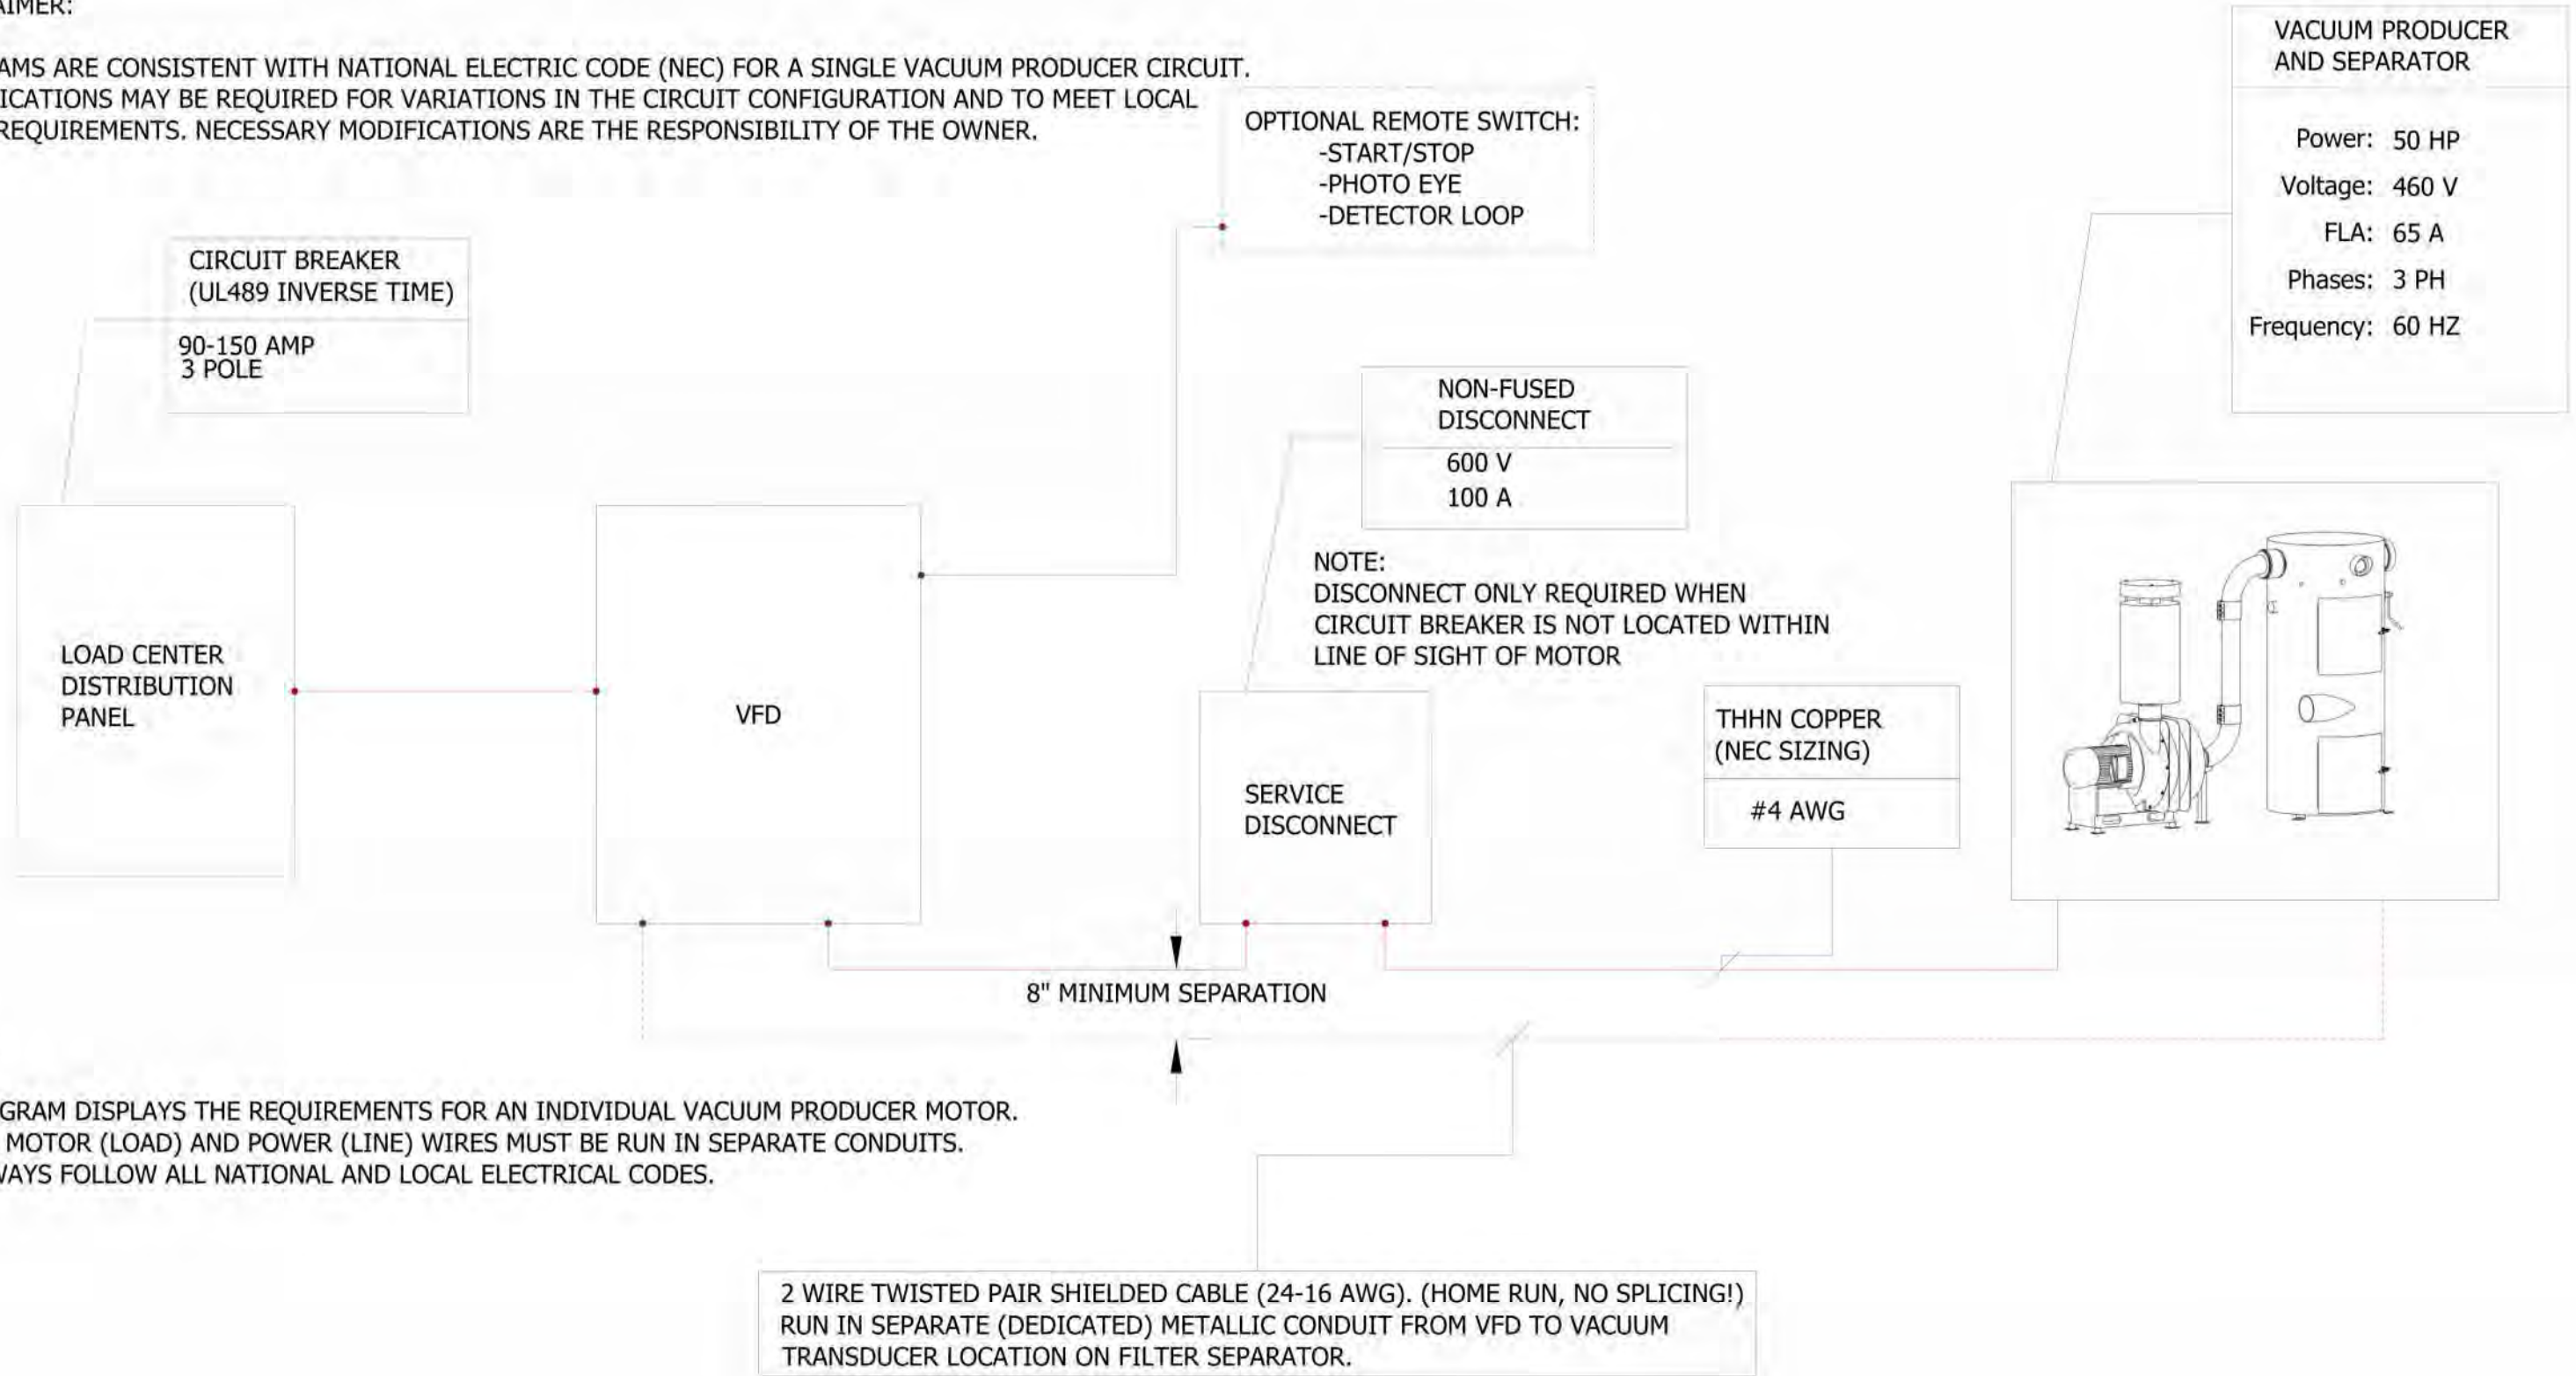 AIMER:
AMS ARE CONSISTENT WITH NATIONAL ELECTRIC CODE (NEC) FOR A SINGLE VACUUM PRODUCER CIRCUIT.
ICATIONS MAY BE REQUIRED FOR VARIATIONS IN THE CIRCUIT CONFIGURATION AND TO MEET LOCAL
REQUIREMENTS. NECESSARY MODIFICATIONS ARE THE RESPONSIBILITY OF THE OWNER.
VACUUM PRODUCER
AND SEPARATOR
Power: 50 HP
Voltage: 460 V
FLA: 65 A
Phases: 3 PH
Frequency: 60 HZ
OPTIONAL REMOTE SWITCH:
-START/STOP
-PHOTO EYE
-DETECTOR LOOP
CIRCUIT BREAKER
(UL489 INVERSE TIME)
90-150 AMP
3 POLE
NON-FUSED
DISCONNECT
600 V
100 A
NOTE:
DISCONNECT ONLY REQUIRED WHEN
CIRCUIT BREAKER IS NOT LOCATED WITHIN
LINE OF SIGHT OF MOTOR
LOAD CENTER
DISTRIBUTION
PANEL
VFD
SERVICE
DISCONNECT
THHN COPPER
(NEC SIZING)
#4 AWG
8" MINIMUM SEPARATION
GRAM DISPLAYS THE REQUIREMENTS FOR AN INDIVIDUAL VACUUM PRODUCER MOTOR.
MOTOR (LOAD) AND POWER (LINE) WIRES MUST BE RUN IN SEPARATE CONDUITS.
WAYS FOLLOW ALL NATIONAL AND LOCAL ELECTRICAL CODES.
2 WIRE TWISTED PAIR SHIELDED CABLE (24-16 AWG). (HOME RUN, NO SPLICING!)
RUN IN SEPARATE (DEDICATED) METALLIC CONDUIT FROM VFD TO VACUUM
TRANSDUCER LOCATION ON FILTER SEPARATOR.